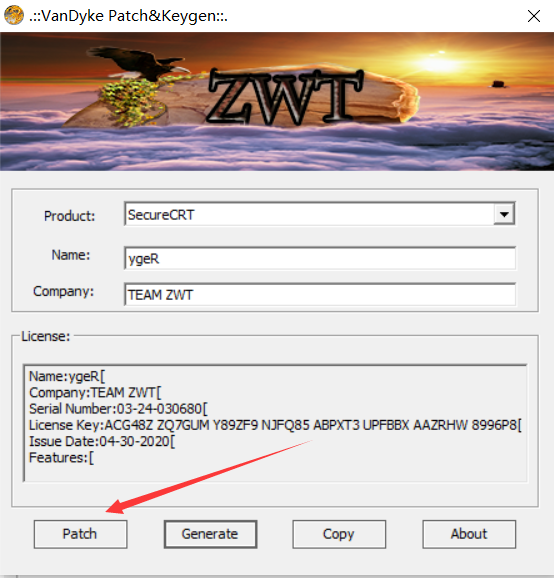 .::VanDyke Patch&Keygen::.
ZWT
Product:
SecureCRT
Name:
ygeR
Company:
TEAM ZWT
License:
Name:ygeR[
Company:TEAM ZWT[
Serial Number:03-24-030680[
License Key:ACG48Z ZQ7GUM Y89ZF9 NJFQ85 ABPXT3 UPFBBX AAZRHW 8996P8[
Issue Date:04-30-2020[
Features:[
Patch
Generate
Copy
About